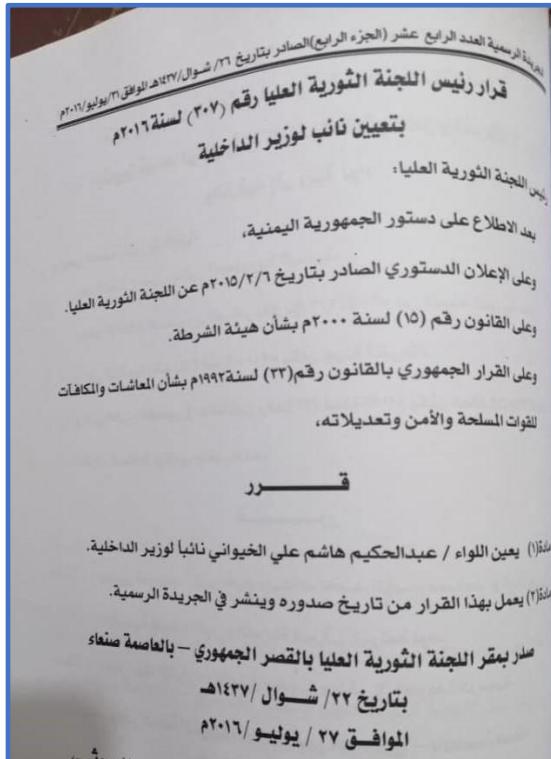 الجريدة الرسمية العدد الرابع عشر (الجزء الرابع) الصادر بتاريخ ٢٦/ شوال/١٤٣٧هـ الموافق ٣١/يوليو/٢٠١٦م
قرار رئيس اللجنة الثورية العليا رقم (٣٠٧) لسنة ٢٠١٦م
بتعيين نائب لوزير الداخلية
رئيس اللجنة الثورية العليا:
بعد الاطلاع على دستور الجمهورية اليمنية،
وعلى الإعلان الدستوري الصادر بتاريخ ٢٠١٥/٢/٦م عن اللجنة الثورية العليا.
وعلى القانون رقم (١٥) لسنة ٢٠٠٠م بشأن هيئة الشرطة.
وعلى القرار الجمهوري بالقانون رقم(٣٣) لسنة١٩٩٢م بشأن المعاشات والمكافآت
للقوات المسلحة والأمن وتعديلاته،
قـــــــرر
مادة(١) يعين اللواء / عبدالحكيم هاشم علي الخيواني نائباً لوزير الداخلية.
مادة(٢) يعمل بهذا القرار من تاريخ صدوره وينشر في الجريدة الرسمية.
صدر بمقر اللجنة الثورية العليا بالقصر الجمهوري – بالعاصمة صنعاء
بتاريخ ٢٢/ شـــوال /١٤٣٧هـ
الموافــق ٢٧ / يوليـو /٢٠١٦م